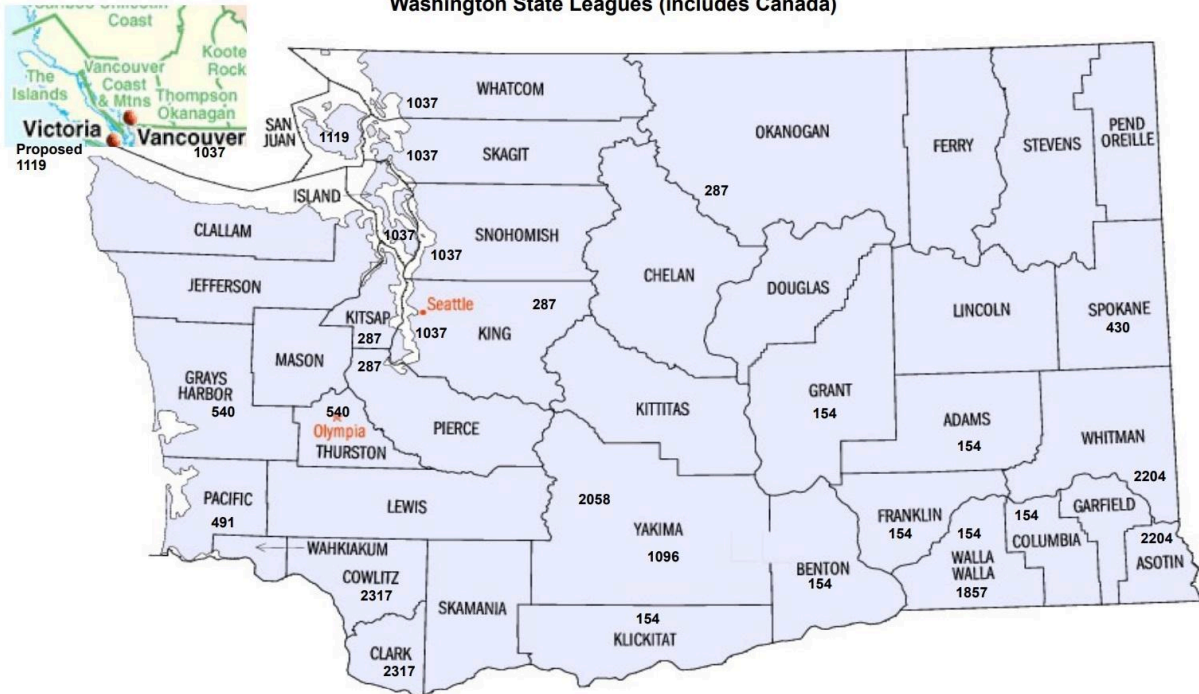 Washington State Leagues (Includes Canada)
Coast
Koote
Rock
The
Islands
Vancouver
Coast
& Mtns
Thompson
Okanagan
Victoria
Vancouver
Proposed
1119
1037
SAN
JUAN
1119
WHATCOM
1037
SKAGIT
1037
ISLAND
1037
SNOHOMISH
1037
OKANOGAN
287
FERRY
STEVENS
PEND
OREILLE
CLALLAM
JEFFERSON
CHELAN
DOUGLAS
LINCOLN
SPOKANE
430
KITSAP
287
Seattle
1037
KING
287
MASON
287
GRAYS
HARBOR
540
540
Olympia
THURSTON
PIERCE
KITTITAS
GRANT
154
ADAMS
154
WHITMAN
2204
PACIFIC
491
LEWIS
2058
YAKIMA
1096
FRANKLIN
154
154
WALLA
WALLA
1857
154
COLUMBIA
GARFIELD
2204
ASOTIN
WAHKIAKUM
COWLITZ
2317
SKAMANIA
BENTON
154
154
KLICKITAT
CLARK
2317